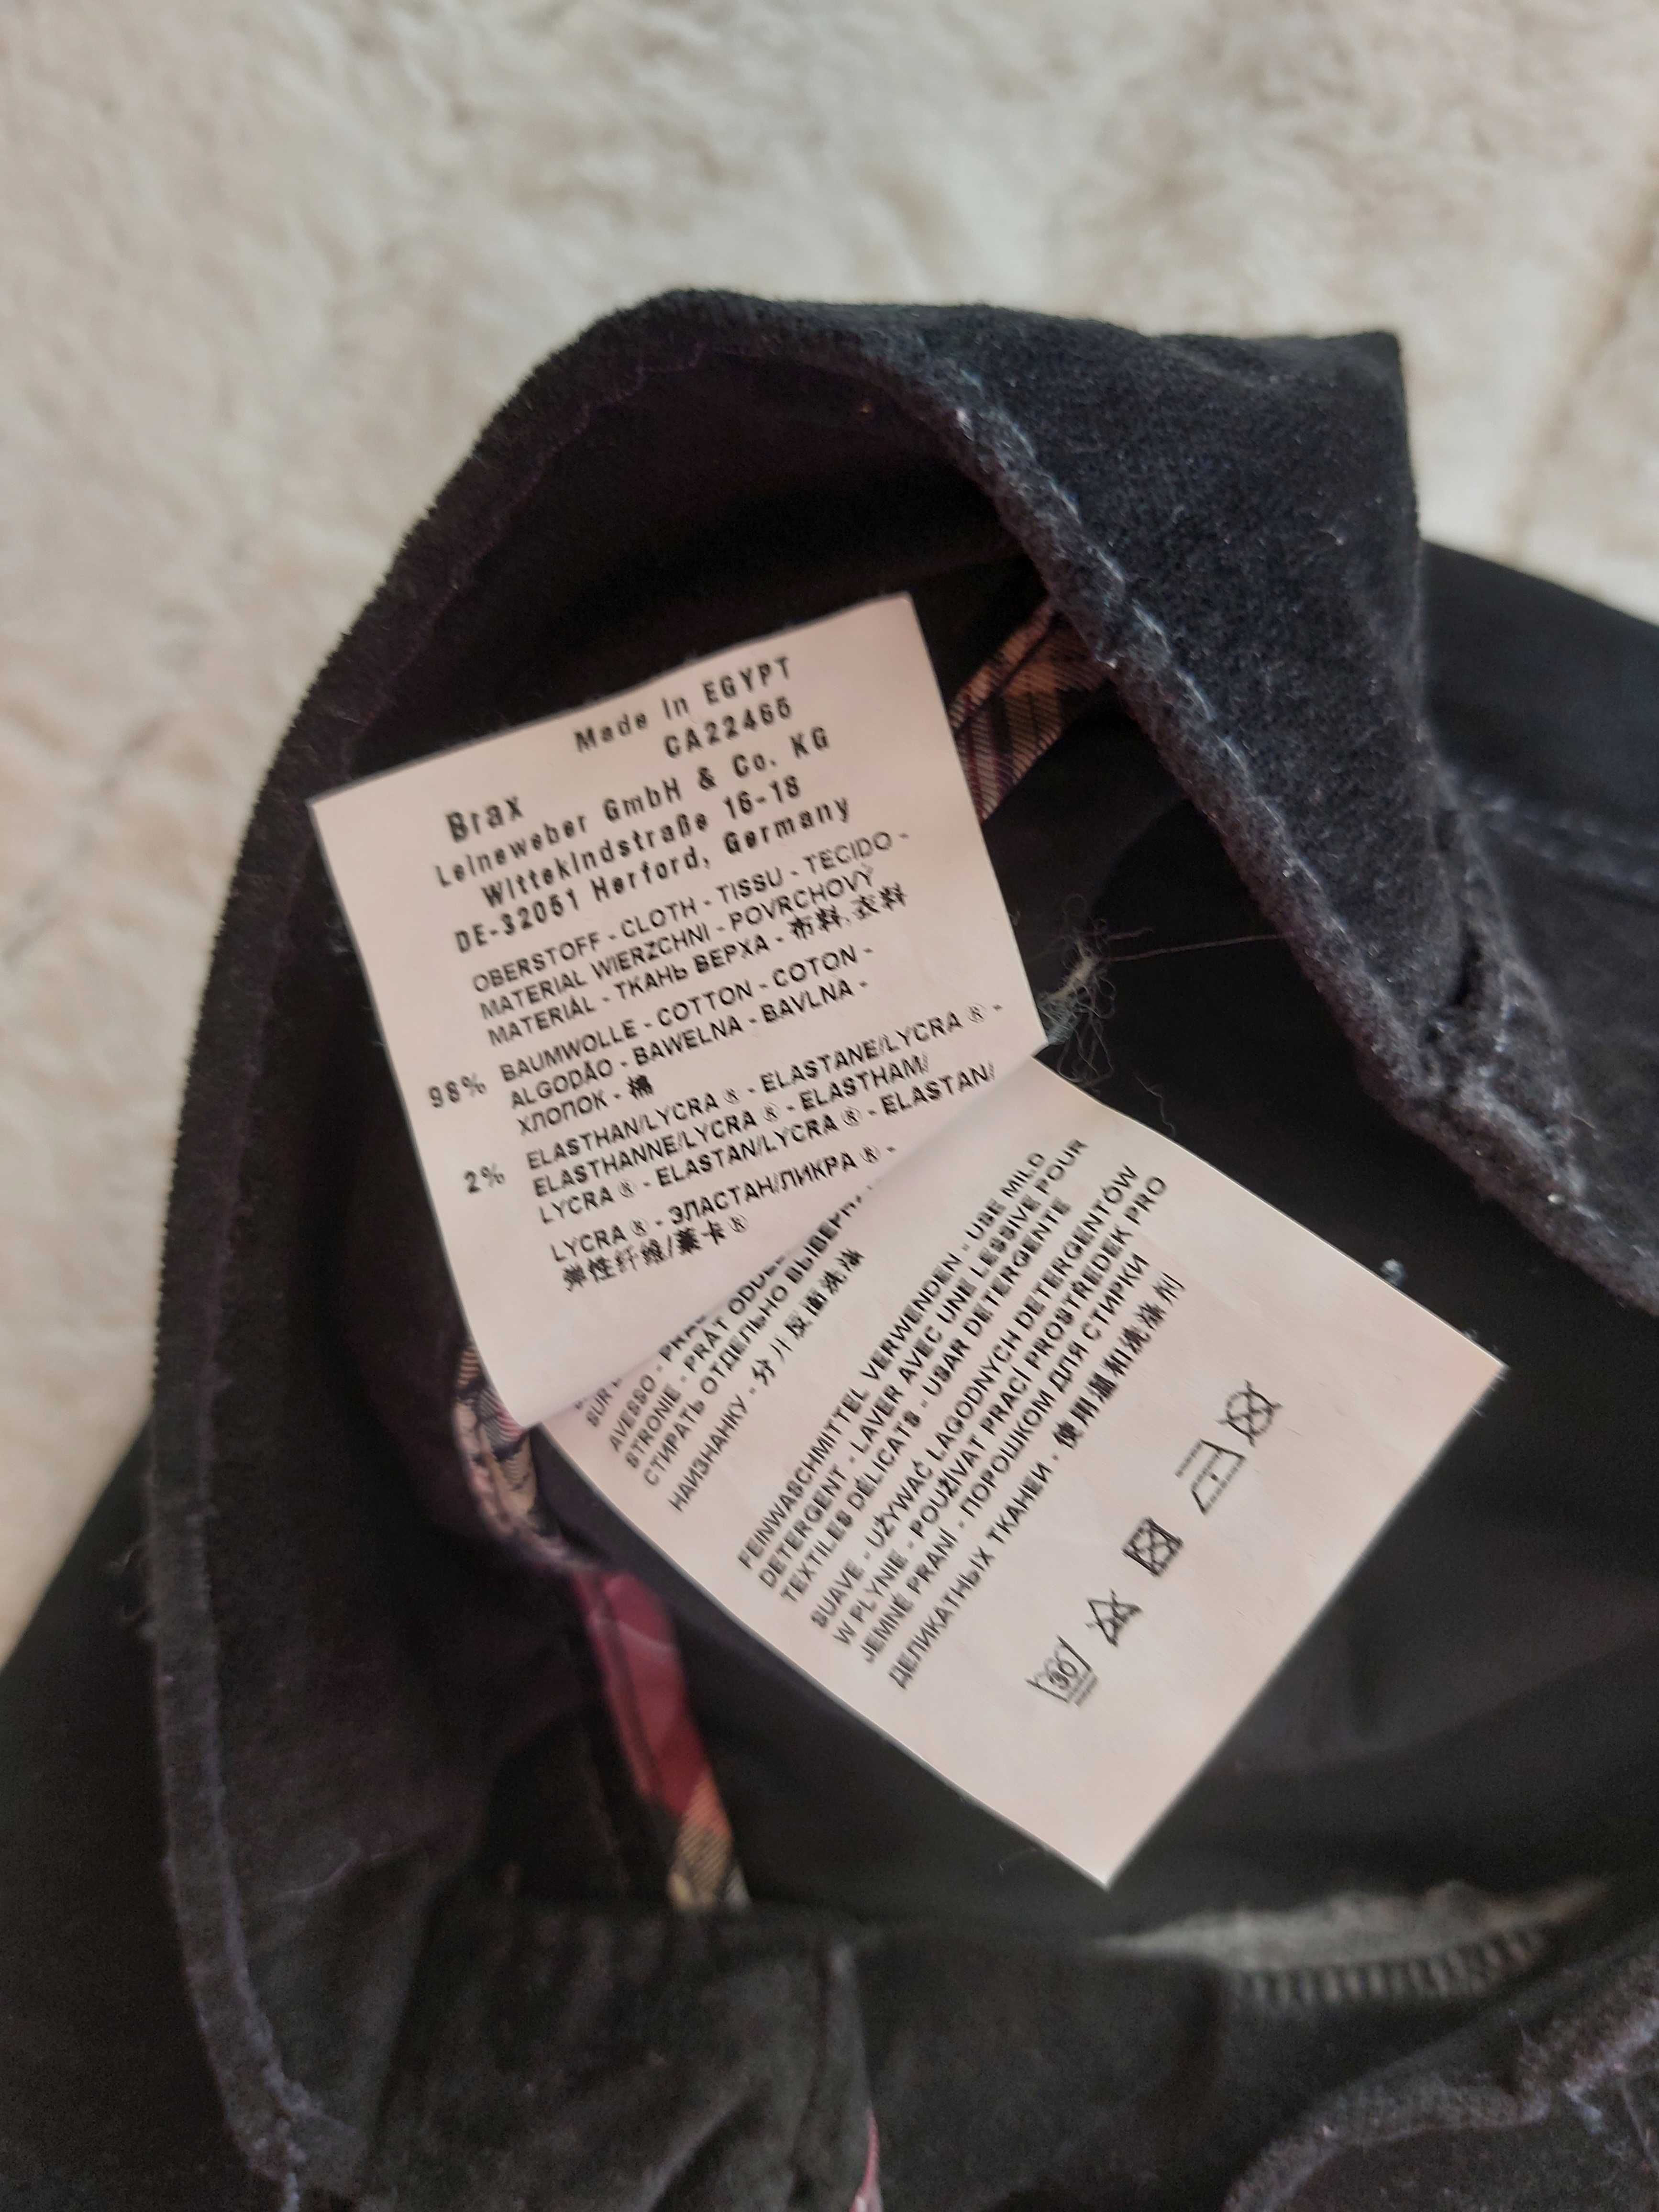 Made in EGYPT
CA22465
Brax
Leineweber GmbH & Co. KG
Wittekindstraße 16-18
DE-32051 Herford, Germany
OBERSTOFF - CLOTH - TISSU - TECIDO -
MATERIAL WIERZCHNI - POVRCHOVÝ
MATERIÁL - ТКАНЬ ВЕРХА - 布料,衣料
98% BAUMWOLLE - COTTON - COTON -
ALGODÃO - BAWEŁNA - BAVLNA -
ХЛОПОК - 棉
2% ELASTHAN/LYCRA ® - ELASTANE/LYCRA ® -
ELASTHANNE/LYCRA ® - ELASTHAM/
LYCRA ® - ELASTAN/LYCRA ® - ELASTAN/
LYCRA ® - ЭЛАСТАН/ЛИКРА ® -
弹性纤维/莱卡®
SUR
AVESSO -
STRONIE - PRÁT
СТИРАТЬ ОТДЕЛЬНО
НАИЗНАНКУ - 分开反面洗涤
FEINWASCHMITTEL VERWENDEN - USE MILD
DETERGENT - LAVER AVEC UNE LESSIVE POUR
TEXTILES DÉLICATS - USAR DETERGENTE
SUAVE - UŻYWAĆ ŁAGODNYCH DETERGENTÓW
W PŁYNIE - POUŽÍVAT PRACÍ PROSTŘEDEK PRO
JEMNÉ PRANÍ - ПОРОШКОМ ДЛЯ СТИРКИ
ДЕЛИКАТНЫХ ТКАНЕЙ - 使用温和洗涤剂
30